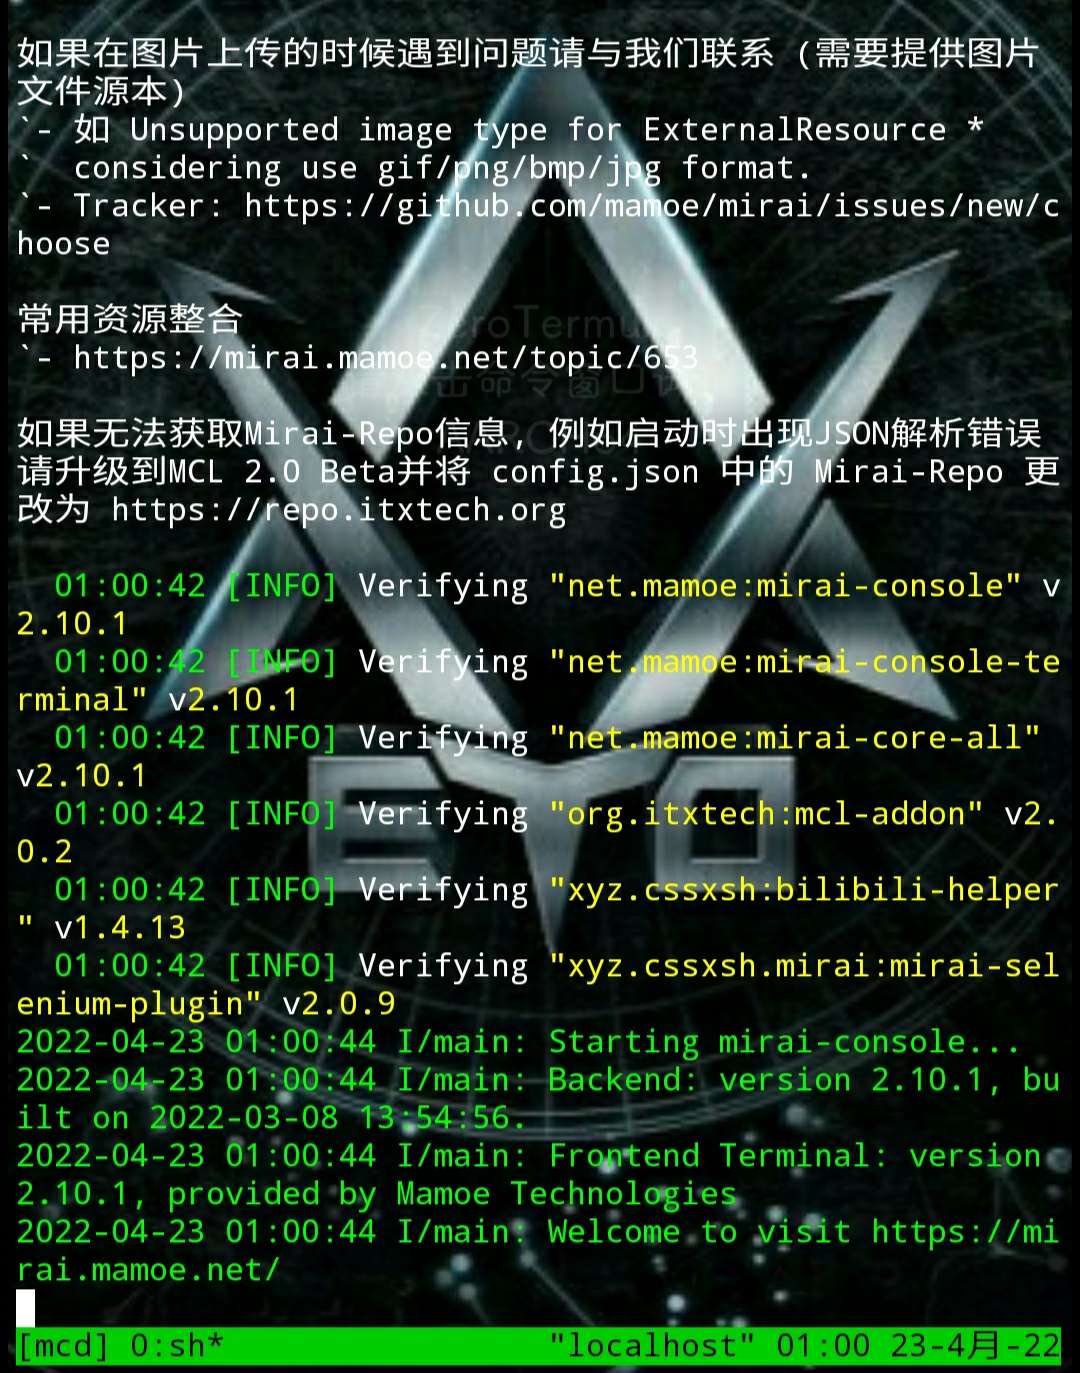 如果在图片上传的时候遇到问题请与我们联系 (需要提供图片
文件源本)
`- 如 Unsupported image type for ExternalResource *
`  considering use gif/png/bmp/jpg format.
`- Tracker: https://github.com/mamoe/mirai/issues/new/c
hoose
常用资源整合
`- https://mirai.mamoe.net/topic/653
如果无法获取Mirai-Repo信息, 例如启动时出现JSON解析错误
请升级到MCL 2.0 Beta并将 config.json 中的 Mirai-Repo 更
改为 https://repo.itxtech.org
01:00:42 [INFO] Verifying "net.mamoe:mirai-console" v
2.10.1
01:00:42 [INFO] Verifying "net.mamoe:mirai-console-te
rminal" v2.10.1
01:00:42 [INFO] Verifying "net.mamoe:mirai-core-all"
v2.10.1
01:00:42 [INFO] Verifying "org.itxtech:mcl-addon" v2.
0.2
01:00:42 [INFO] Verifying "xyz.cssxsh:bilibili-helper
" v1.4.13
01:00:42 [INFO] Verifying "xyz.cssxsh.mirai:mirai-sel
enium-plugin" v2.0.9
2022-04-23 01:00:44 I/main: Starting mirai-console...
2022-04-23 01:00:44 I/main: Backend: version 2.10.1, bu
ilt on 2022-03-08 13:54:56.
2022-04-23 01:00:44 I/main: Frontend Terminal: version
2.10.1, provided by Mamoe Technologies
2022-04-23 01:00:44 I/main: Welcome to visit https://mi
rai.mamoe.net/
[mcd] 0:sh* "localhost" 01:00 23-4月-22